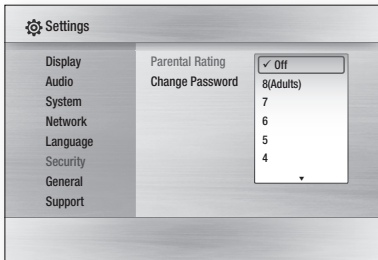 Settings
Display
Audio
System
Network
Language
Security
General
Support
Parental Rating
Change Password
✓ Off
8(Adults)
7
6
5
4